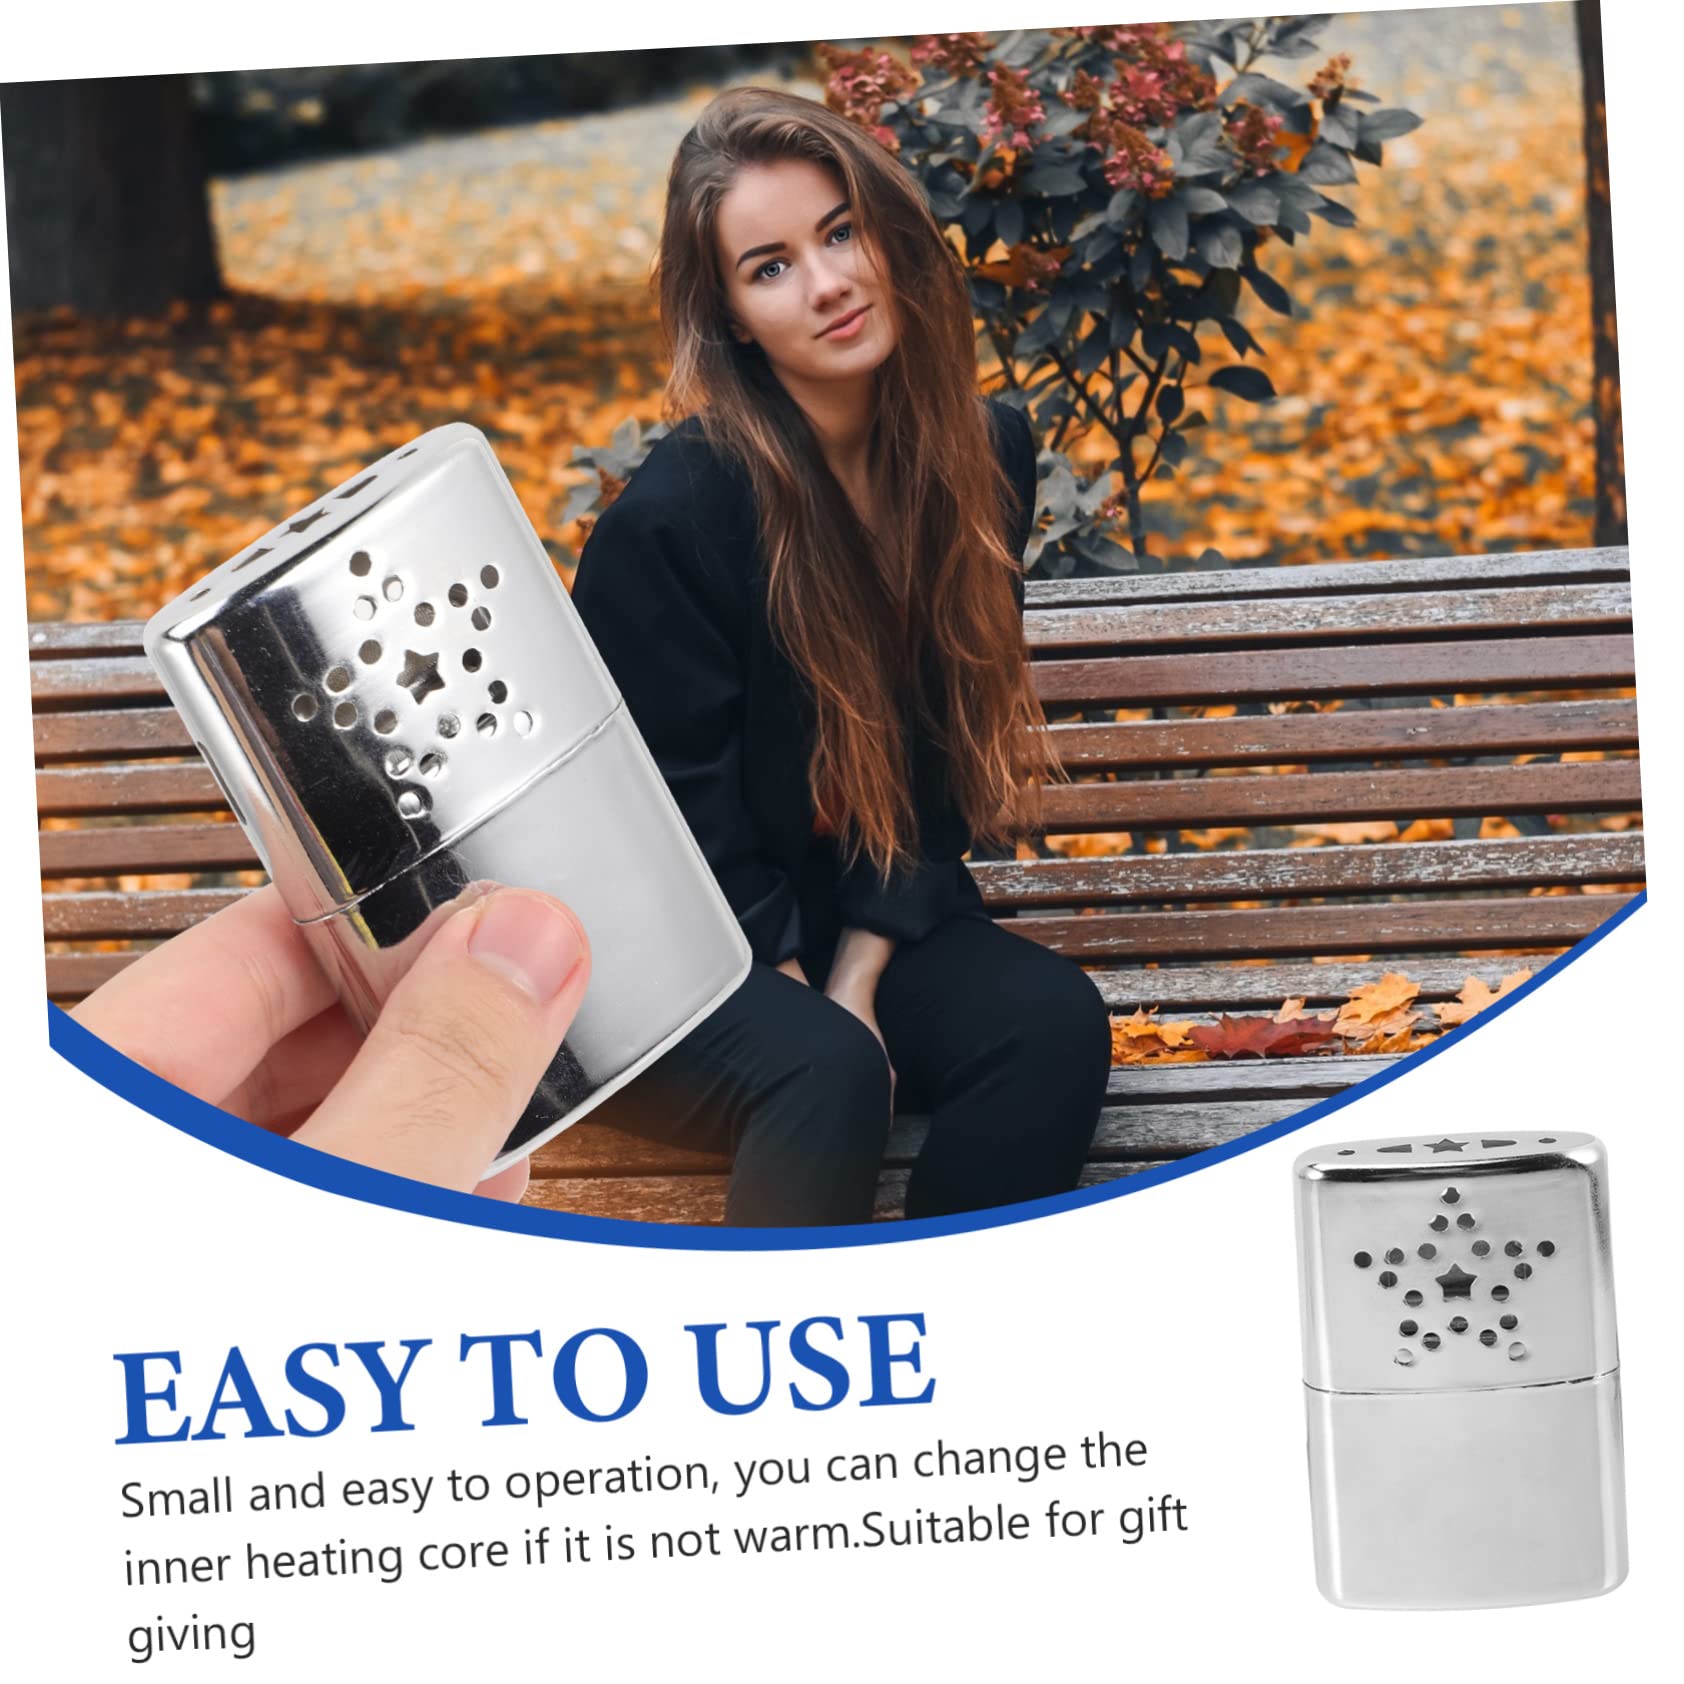 EASY TO USE
Small and easy to operation, you can change the
inner heating core if it is not warm.Suitable for gift
giving